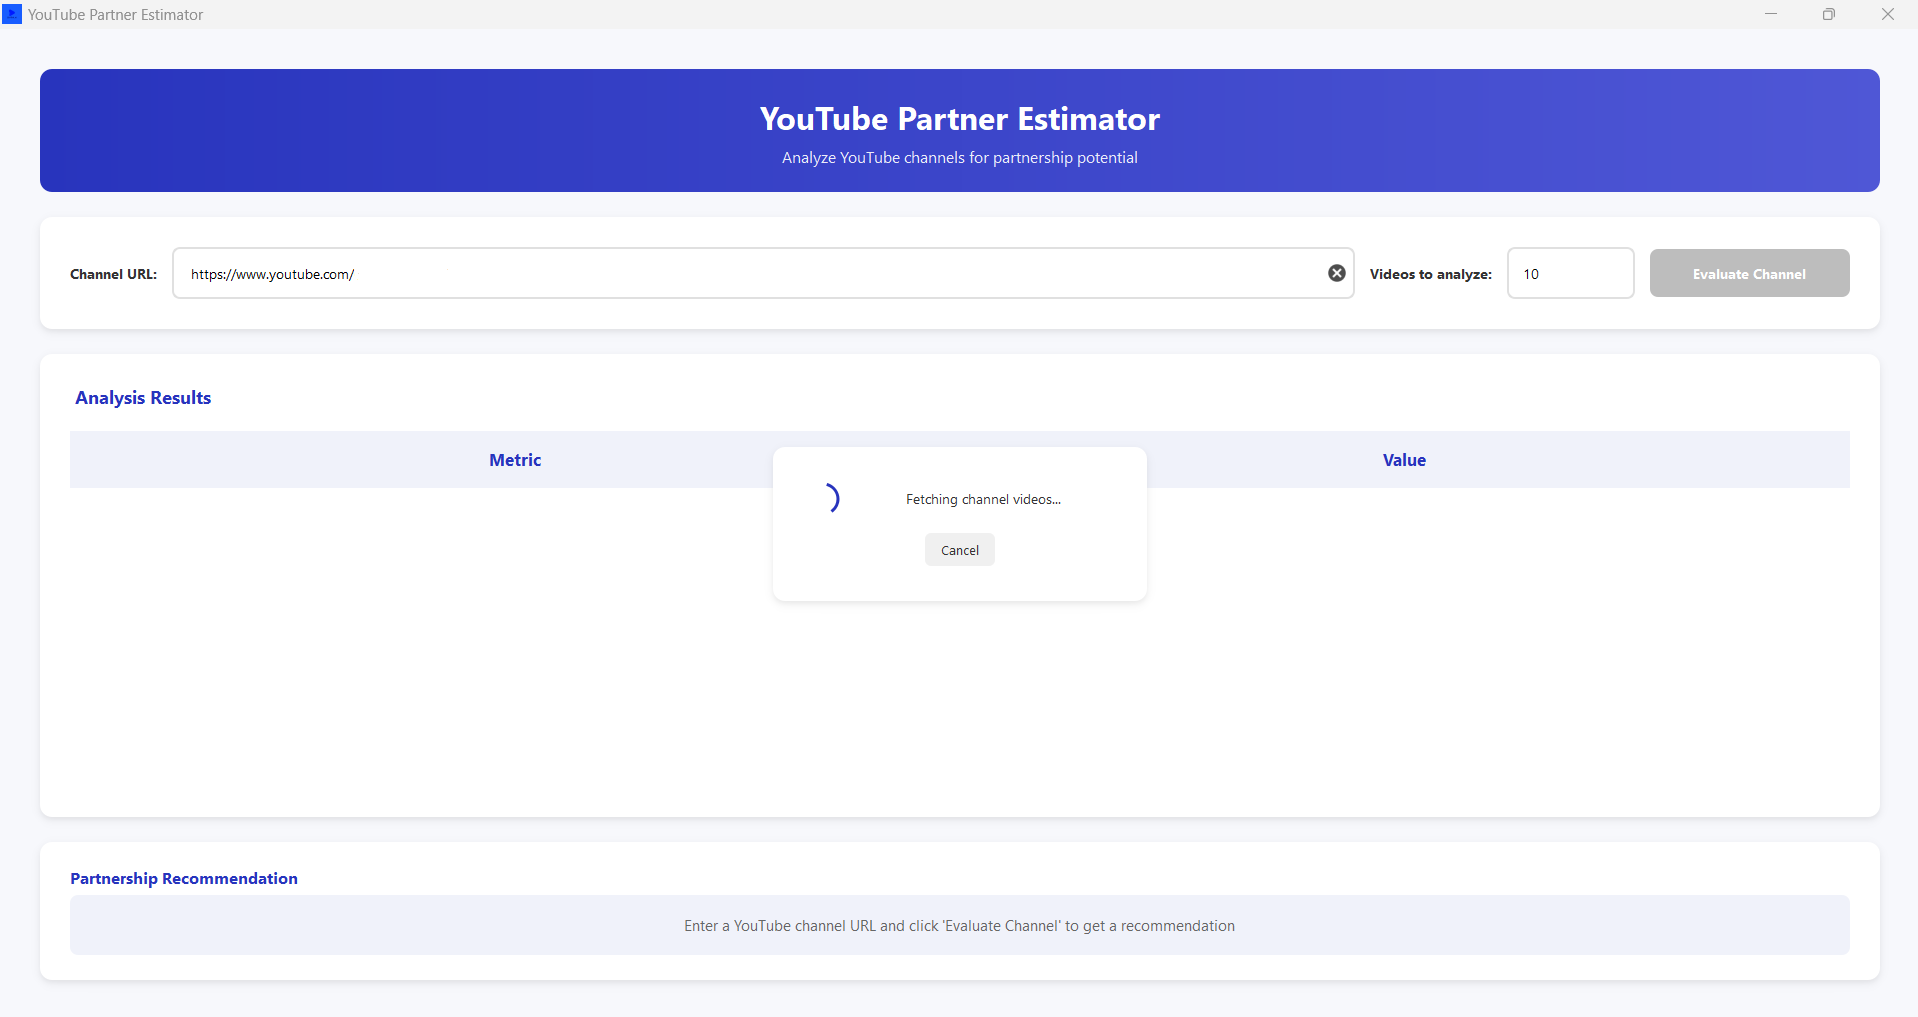 YouTube Partner Estimator
YouTube Partner Estimator
Analyze YouTube channels for partnership potential
Channel URL: https://www.youtube.com/ Videos to analyze: 10 Evaluate Channel
Analysis Results
Metric Value
Fetching channel videos...
Cancel
Partnership Recommendation
Enter a YouTube channel URL and click 'Evaluate Channel' to get a recommendation